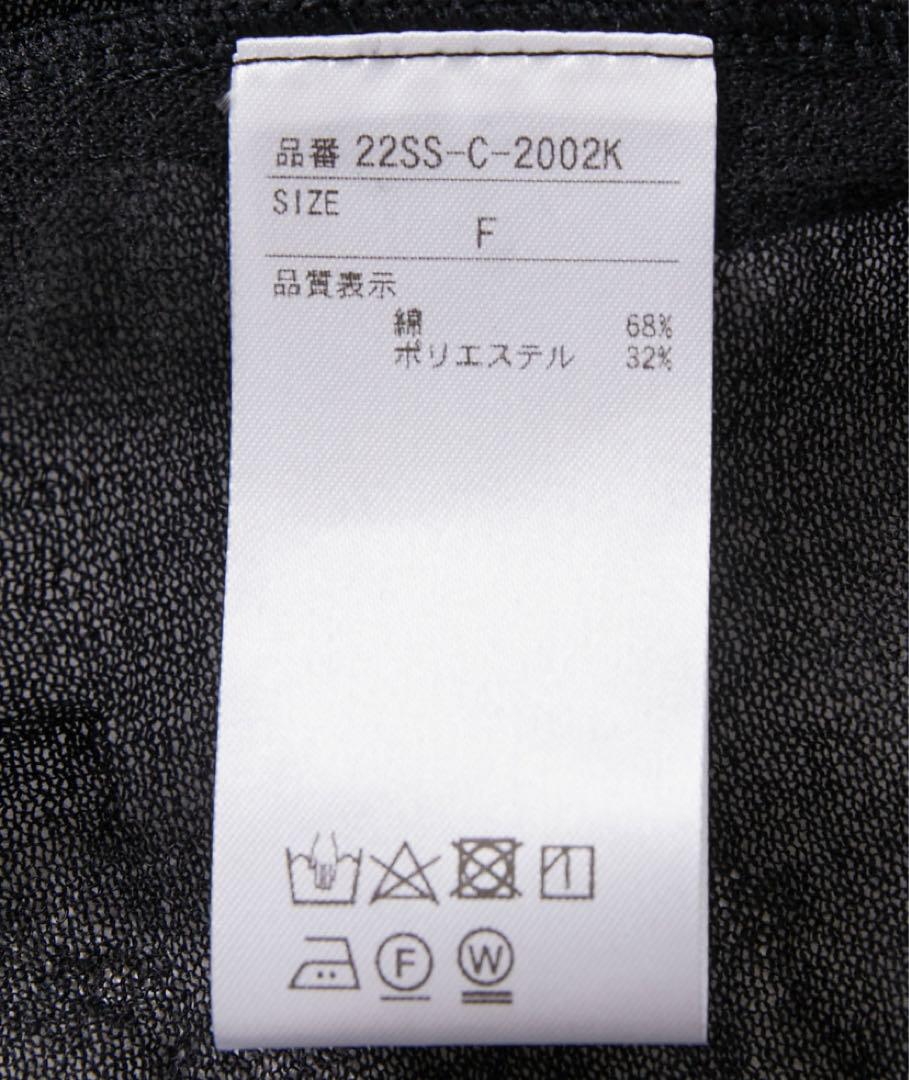 品番 22SS-C-2002K
SIZE
F
品質表示
綿 68%
ポリエステル 32%
F W